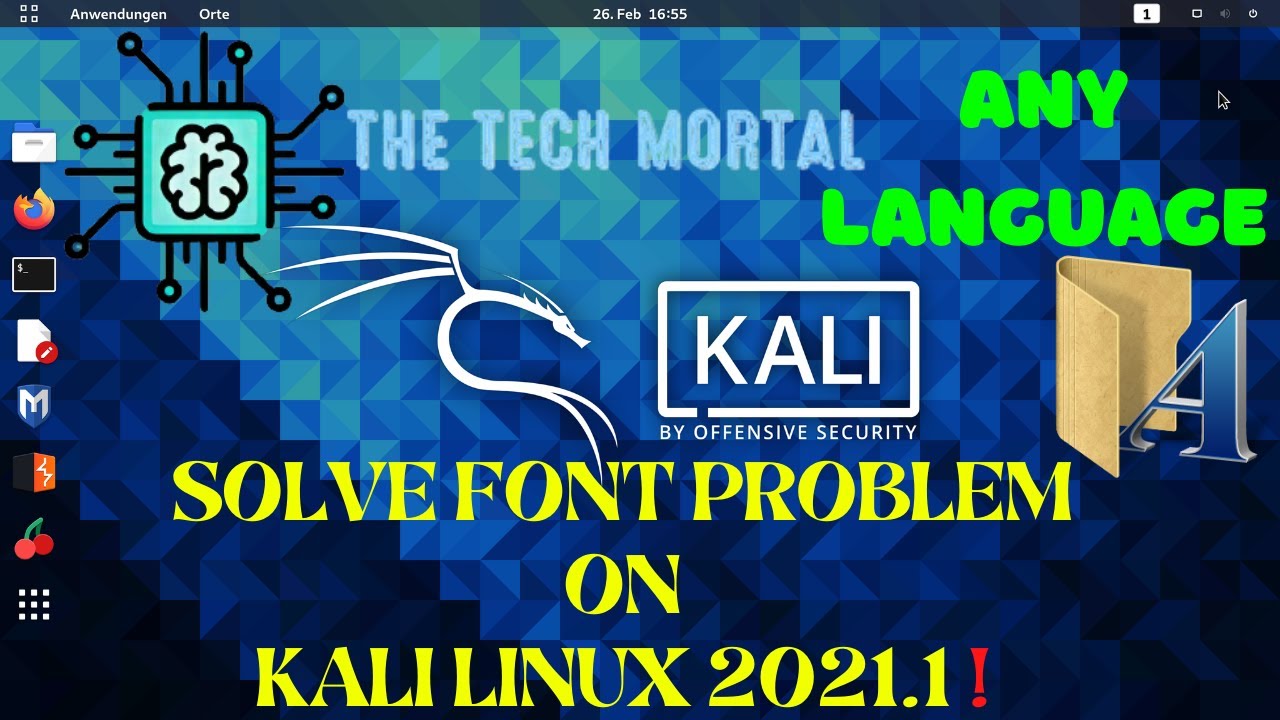 Anwendungen Orte 26. Feb 16:55 1
THE TECH MORTAL
ANY
LANGUAGE
$_
KALI
BY OFFENSIVE SECURITY
A
M
SOLVE FONT PROBLEM
ON
KALI LINUX 2021.1 !